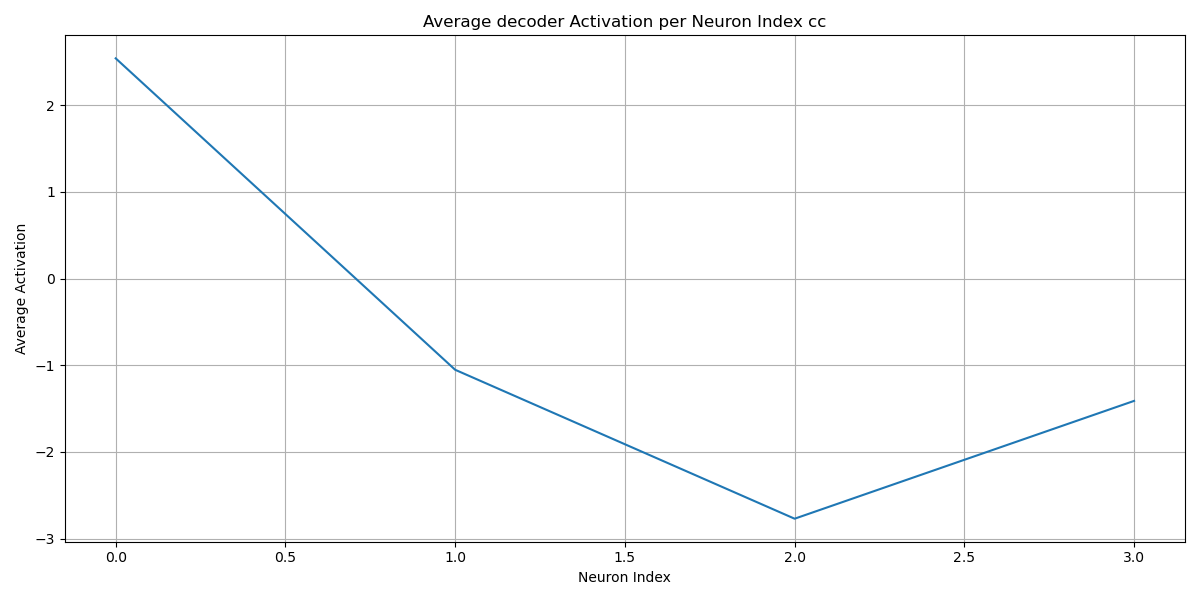 Average decoder Activation per Neuron Index cc
Average Activation
2
1
0
−1
−2
−3
0.0 0.5 1.0 1.5 2.0 2.5 3.0
Neuron Index